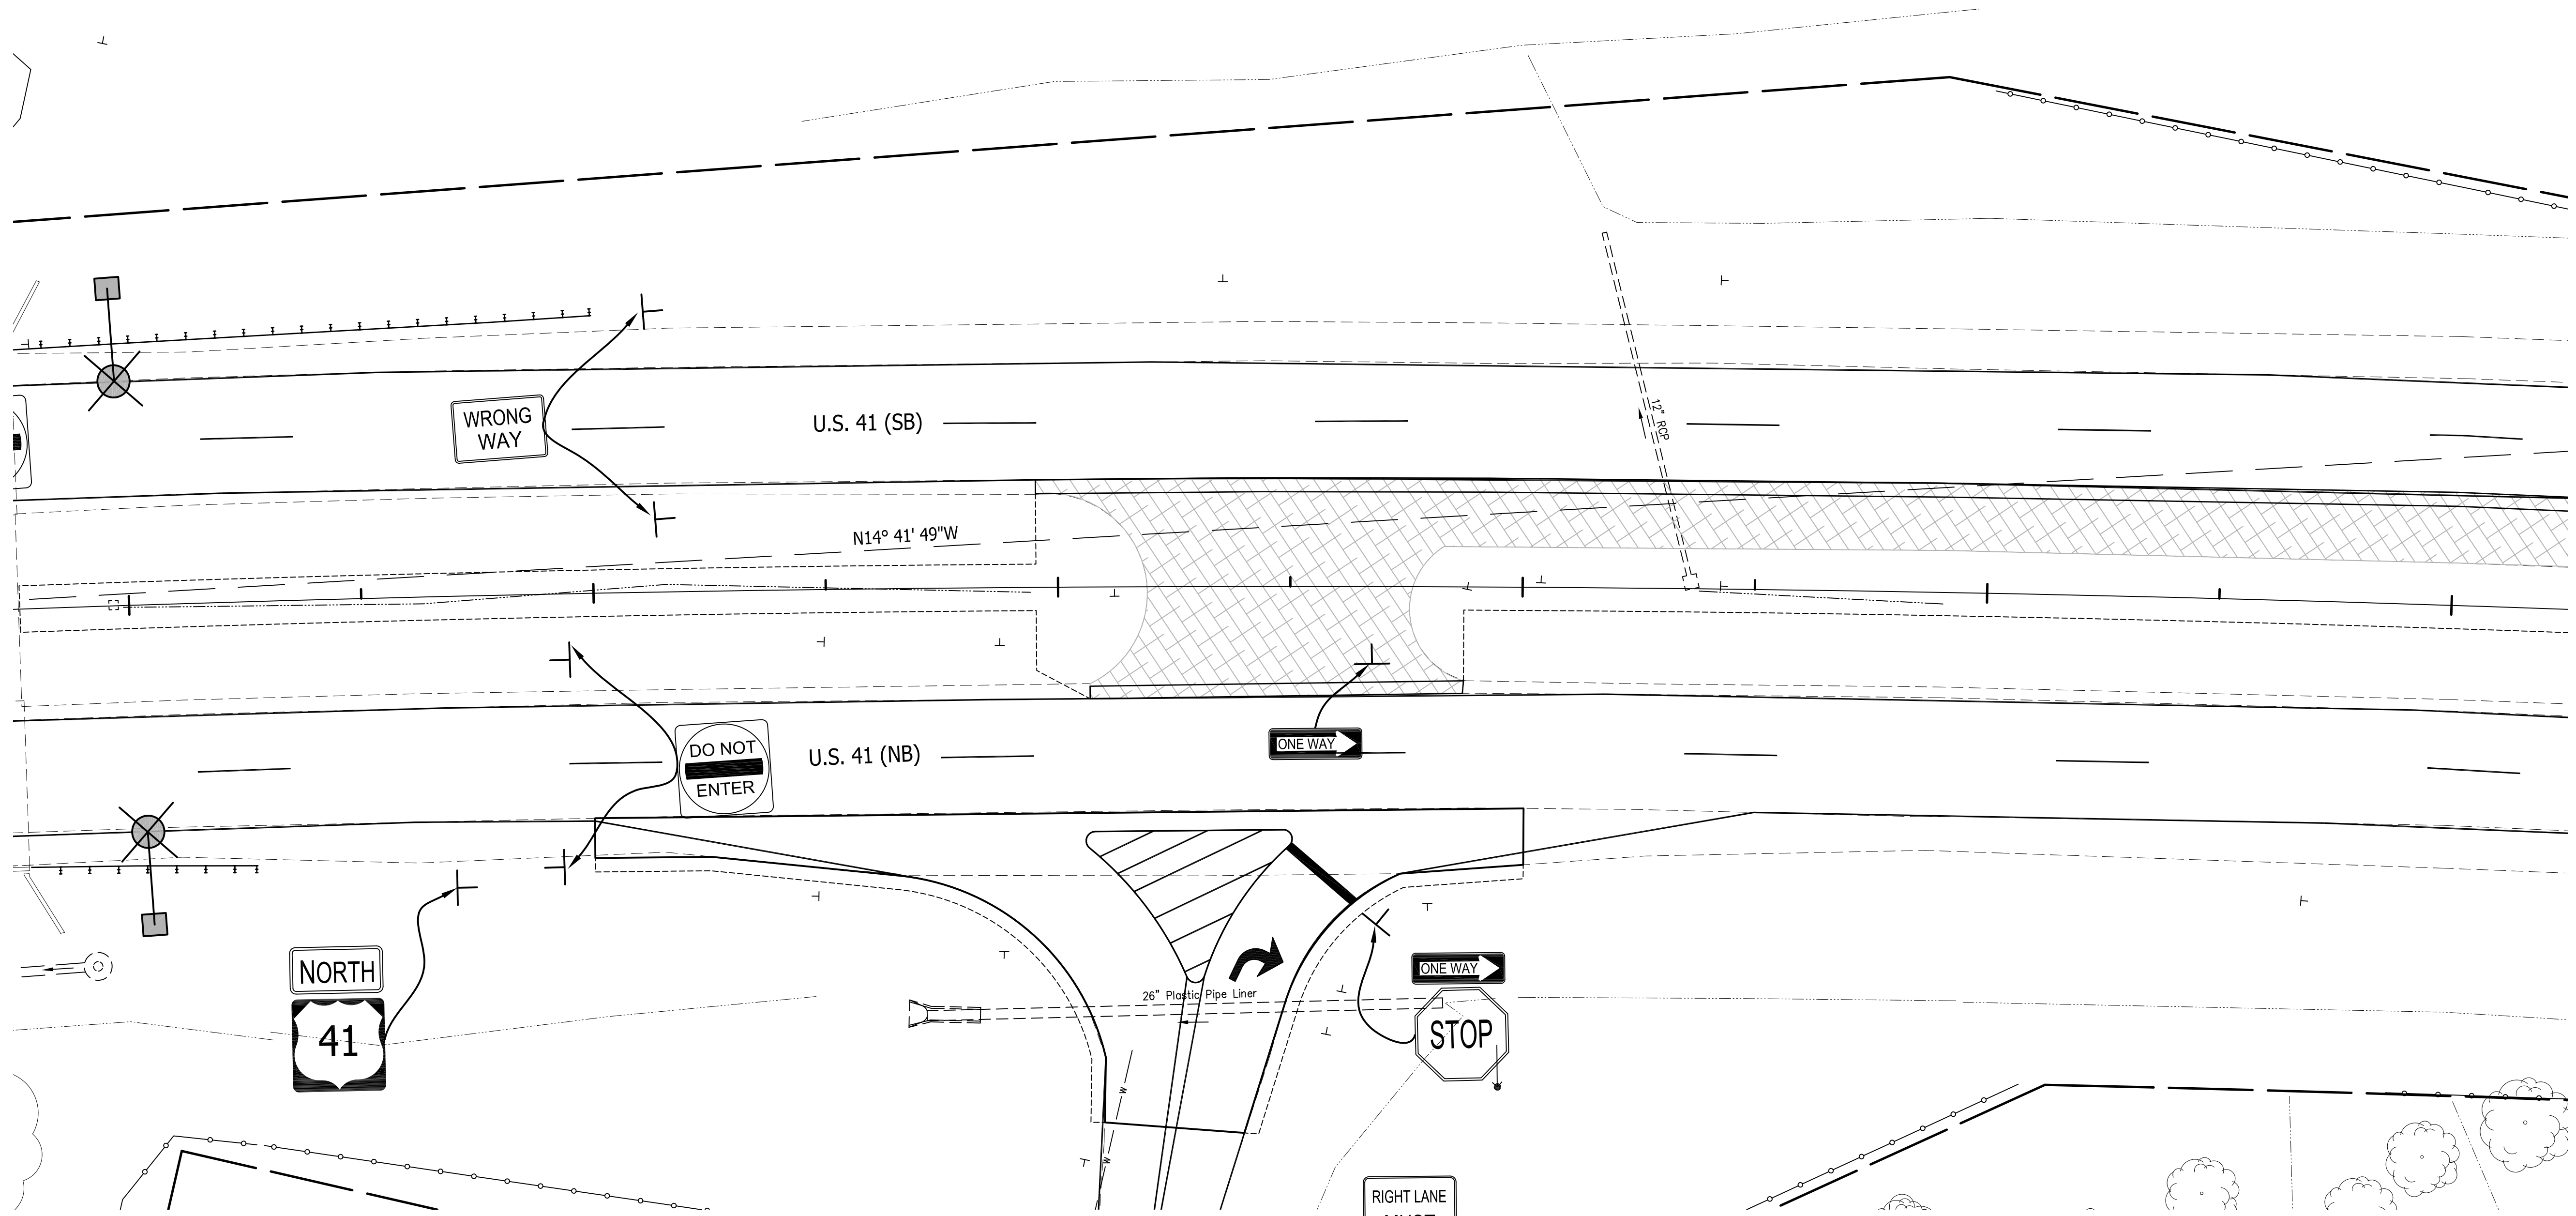 12" RCP
WRONG
WAY
U.S. 41 (SB)
N14° 41' 49"W
DO NOT
ENTER
U.S. 41 (NB)
ONE WAY
NORTH
41
26" Plastic Pipe Liner
ONE WAY
STOP
W
W
RIGHT LANE